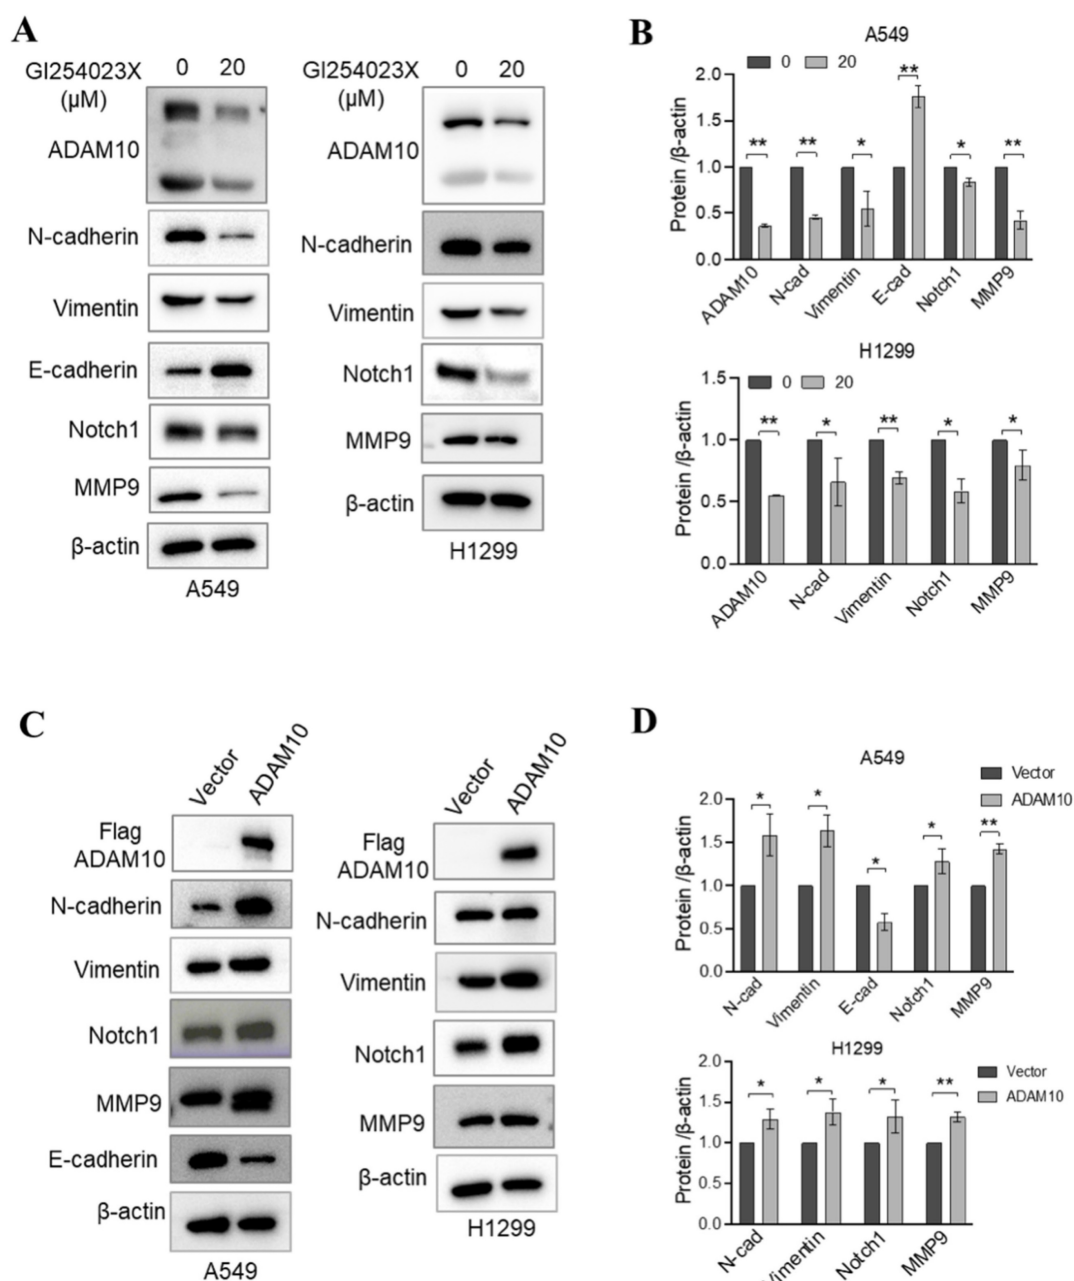 A
GI254023X 0 20
(µM)
ADAM10
N-cadherin
Vimentin
E-cadherin
Notch1
MMP9
β-actin
A549
GI254023X 0 20
(µM)
ADAM10
N-cadherin
Vimentin
Notch1
MMP9
β-actin
H1299
B
A549
0 20
** ** * ** * **
Protein /β-actin
2.0
1.5
1.0
0.5
0.0
ADAM10 N-cad Vimentin E-cad Notch1 MMP9
H1299
0 20
** * ** * *
Protein /β-actin
1.5
1.0
0.5
0.0
ADAM10 N-cad Vimentin Notch1 MMP9
C
Vector ADAM10
Flag
ADAM10
N-cadherin
Vimentin
Notch1
MMP9
E-cadherin
β-actin
A549
Vector ADAM10
Flag
ADAM10
N-cadherin
Vimentin
Notch1
MMP9
β-actin
H1299
D
A549
Vector
ADAM10
* * * * **
Protein /β-actin
2.0
1.5
1.0
0.5
0.0
N-cad Vimentin E-cad Notch1 MMP9
H1299
Vector
ADAM10
* * * **
Protein /β-actin
2.0
1.5
1.0
0.5
0.0
N-cad Vimentin Notch1 MMP9